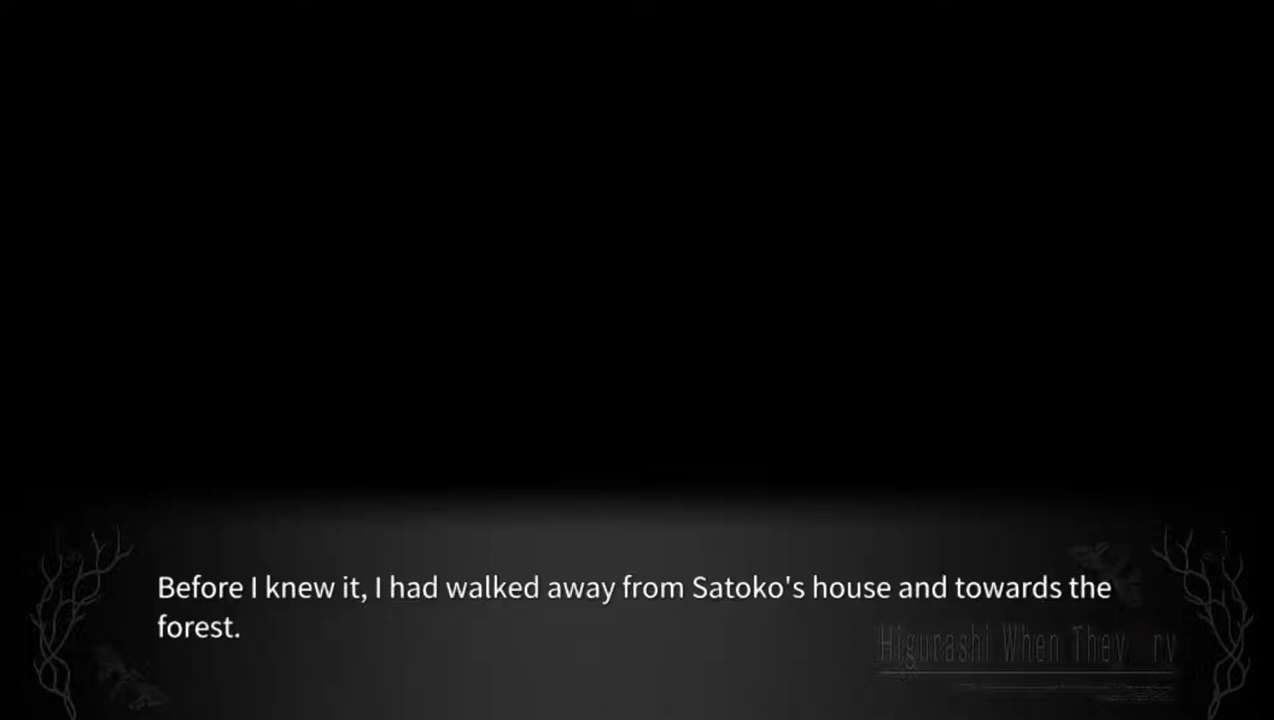 Before I knew it, I had walked away from Satoko's house and towards the
forest.
Higurashi When They